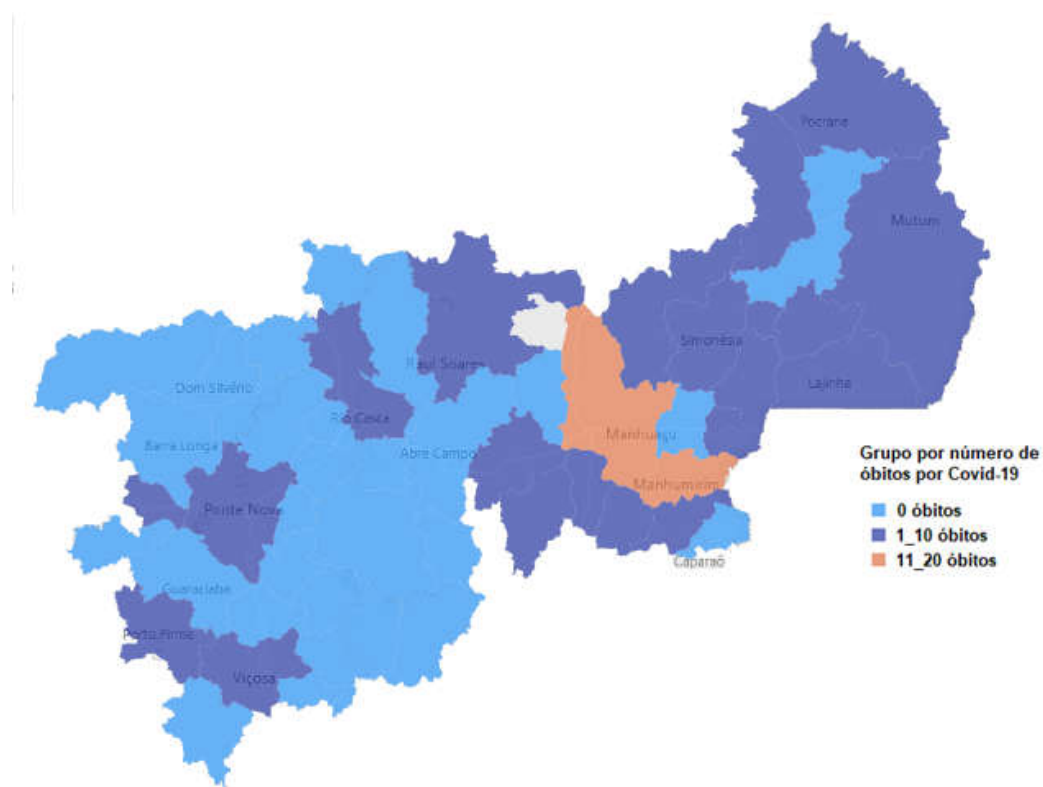 Pocrane
Mutum
Simonésia
Raul Soares
Lajinha
Dom Silvério
Rio Casca
Barra Longa
Manhuaçu
Abre Campo
Grupo por número de
óbitos por Covid-19
Manhumirim
Ponte Nova
0 óbitos
1_10 óbitos
11_20 óbitos
Caparaó
Guaraciaba
Porto Firme
Viçosa